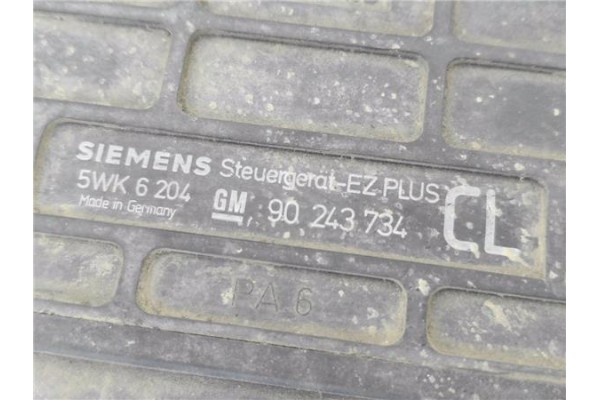 SIEMENS Steuergerät-EZ PLUS
5WK 6 204 GM 90 243 734 CL
Made in Germany
PA 6